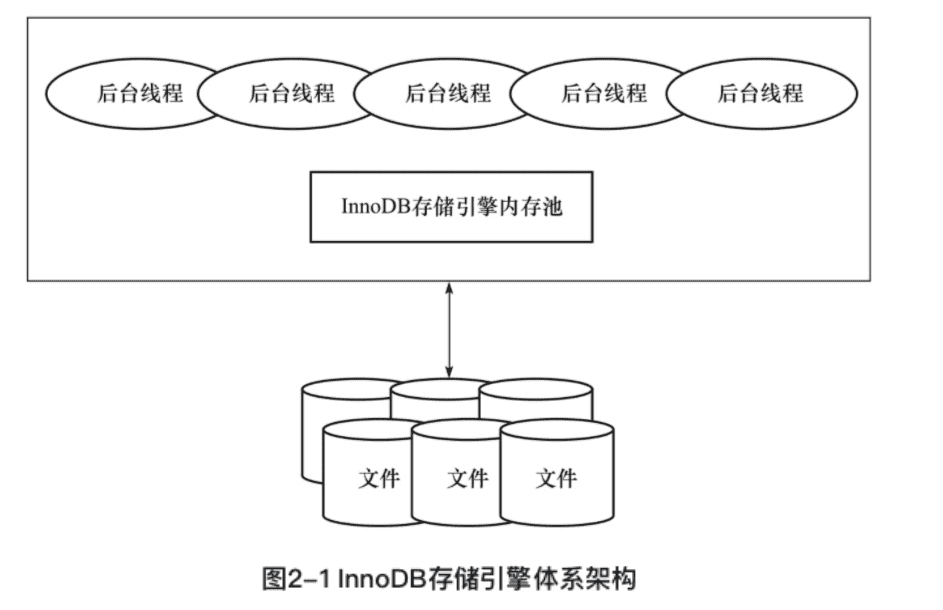 后台线程 后台线程 后台线程 后台线程 后台线程
InnoDB存储引擎内存池
文件 文件 文件
图2-1 InnoDB存储引擎体系架构